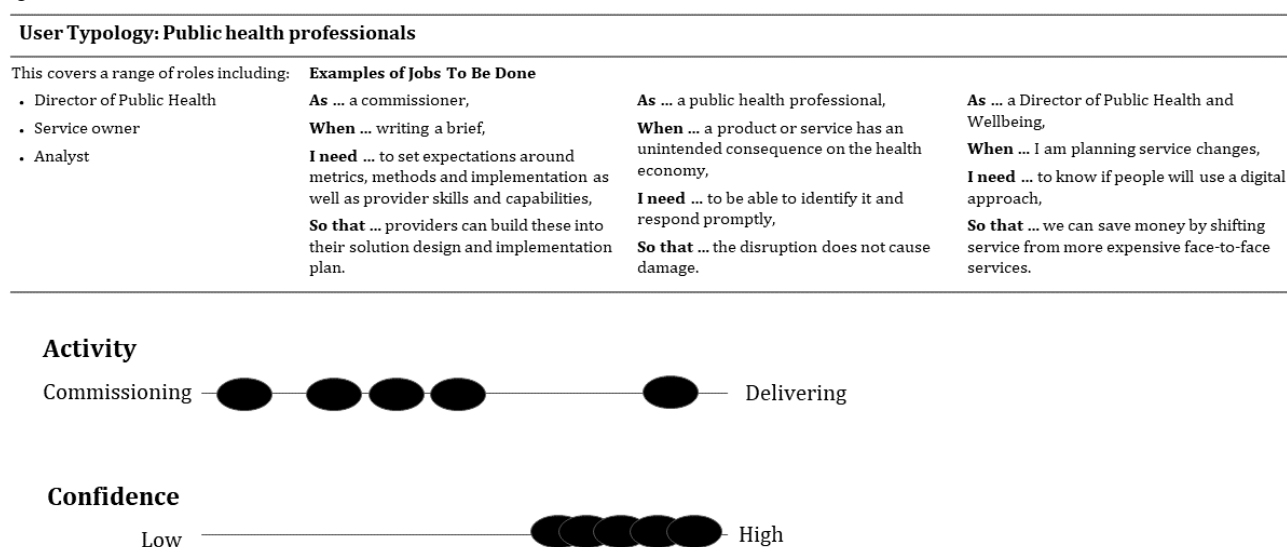 User Typology: Public health professionals
This covers a range of roles including:
• Director of Public Health
• Service owner
• Analyst
Examples of Jobs To Be Done
As ... a commissioner,
When ... writing a brief,
I need ... to set expectations around
metrics, methods and implementation as
well as provider skills and capabilities,
So that ... providers can build these into
their solution design and implementation
plan.
As ... a public health professional,
When ... a product or service has an
unintended consequence on the health
economy,
I need ... to be able to identify it and
respond promptly,
So that ... the disruption does not cause
damage.
As ... a Director of Public Health and
Wellbeing,
When ... I am planning service changes,
I need ... to know if people will use a digital
approach,
So that ... we can save money by shifting
service from more expensive face-to-face
services.
Activity
Commissioning
Delivering
Confidence
Low
High